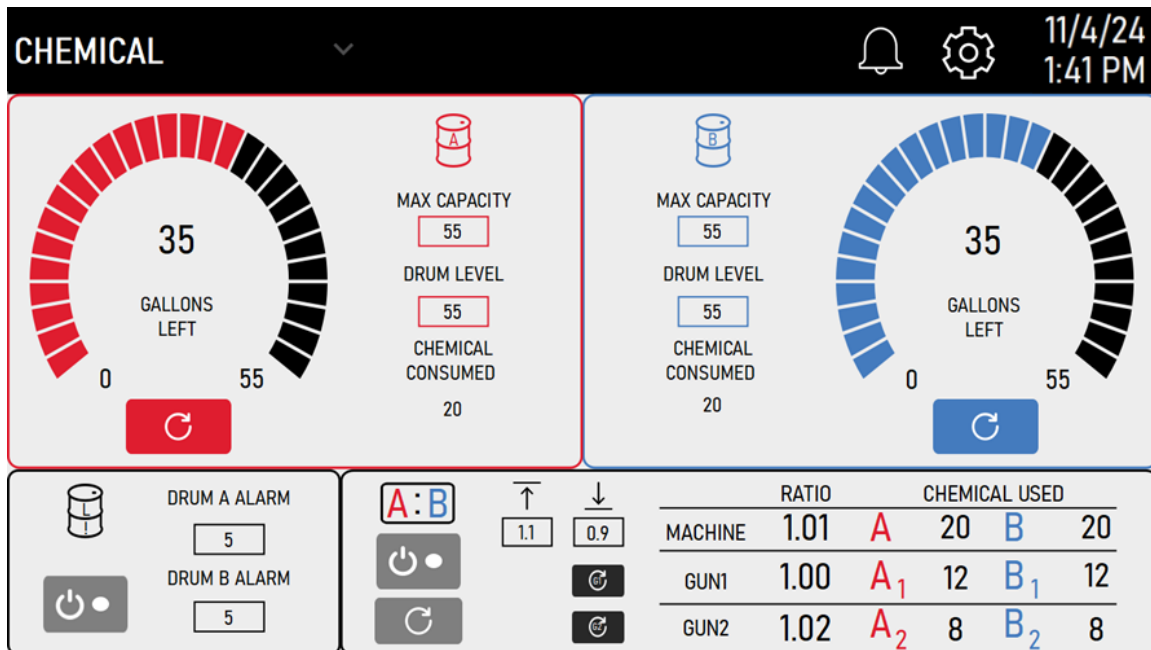 CHEMICAL
11/4/24
1:41 PM
35
GALLONS
LEFT
0
55
A
MAX CAPACITY
55
DRUM LEVEL
55
CHEMICAL
CONSUMED
20
B
MAX CAPACITY
55
DRUM LEVEL
55
CHEMICAL
CONSUMED
20
35
GALLONS
LEFT
0
55
L
DRUM A ALARM
5
DRUM B ALARM
5
A:B
1.1
0.9
G1
G2
RATIO CHEMICAL USED
MACHINE 1.01 A 20 B 20
GUN1 1.00 A1 12 B1 12
GUN2 1.02 A2 8 B2 8